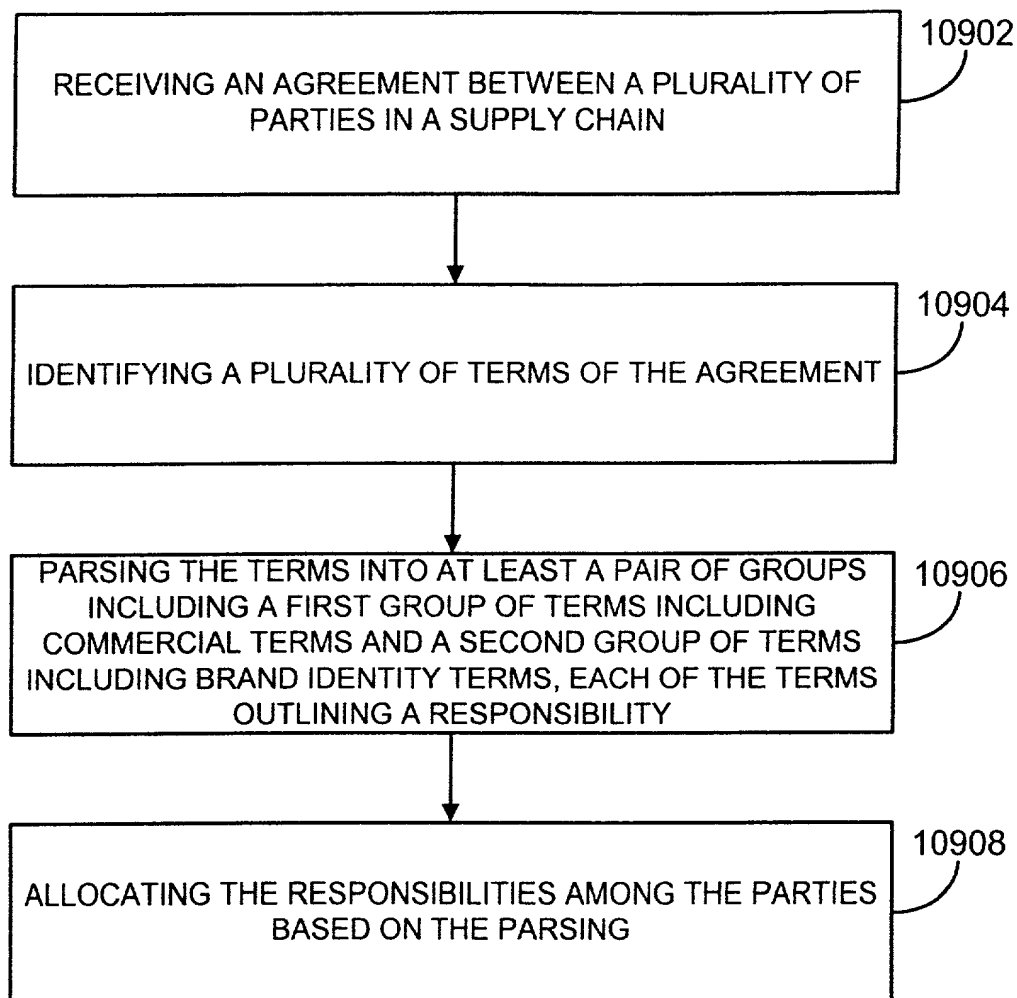 10902
RECEIVING AN AGREEMENT BETWEEN A PLURALITY OF
PARTIES IN A SUPPLY CHAIN
10904
IDENTIFYING A PLURALITY OF TERMS OF THE AGREEMENT
10906
PARSING THE TERMS INTO AT LEAST A PAIR OF GROUPS
INCLUDING A FIRST GROUP OF TERMS INCLUDING
COMMERCIAL TERMS AND A SECOND GROUP OF TERMS
INCLUDING BRAND IDENTITY TERMS, EACH OF THE TERMS
OUTLINING A RESPONSIBILITY
10908
ALLOCATING THE RESPONSIBILITIES AMONG THE PARTIES
BASED ON THE PARSING